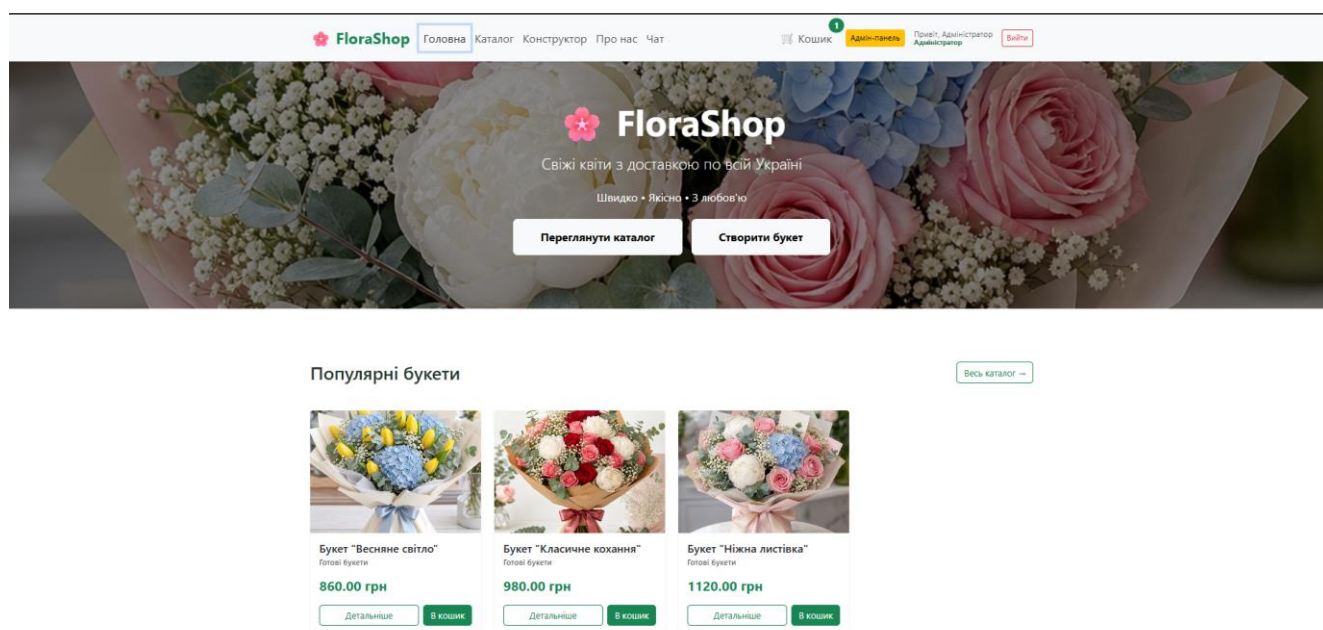 FloraShop Головна Каталог Конструктор Про нас Чат Кошик 1 Адмін-панель Привіт, Адміністратор Вийти
Адміністратор
FloraShop
Свіжі квіти з доставкою по всій Україні
Швидко • Якісно • З любов'ю
Переглянути каталог Створити букет
Популярні букети Весь каталог →
Букет "Весняне світло" Букет "Класичне кохання" Букет "Ніжна листівка"
Готові букети Готові букети Готові букети
860.00 грн 980.00 грн 1120.00 грн
Детальніше В кошик Детальніше В кошик Детальніше В кошик